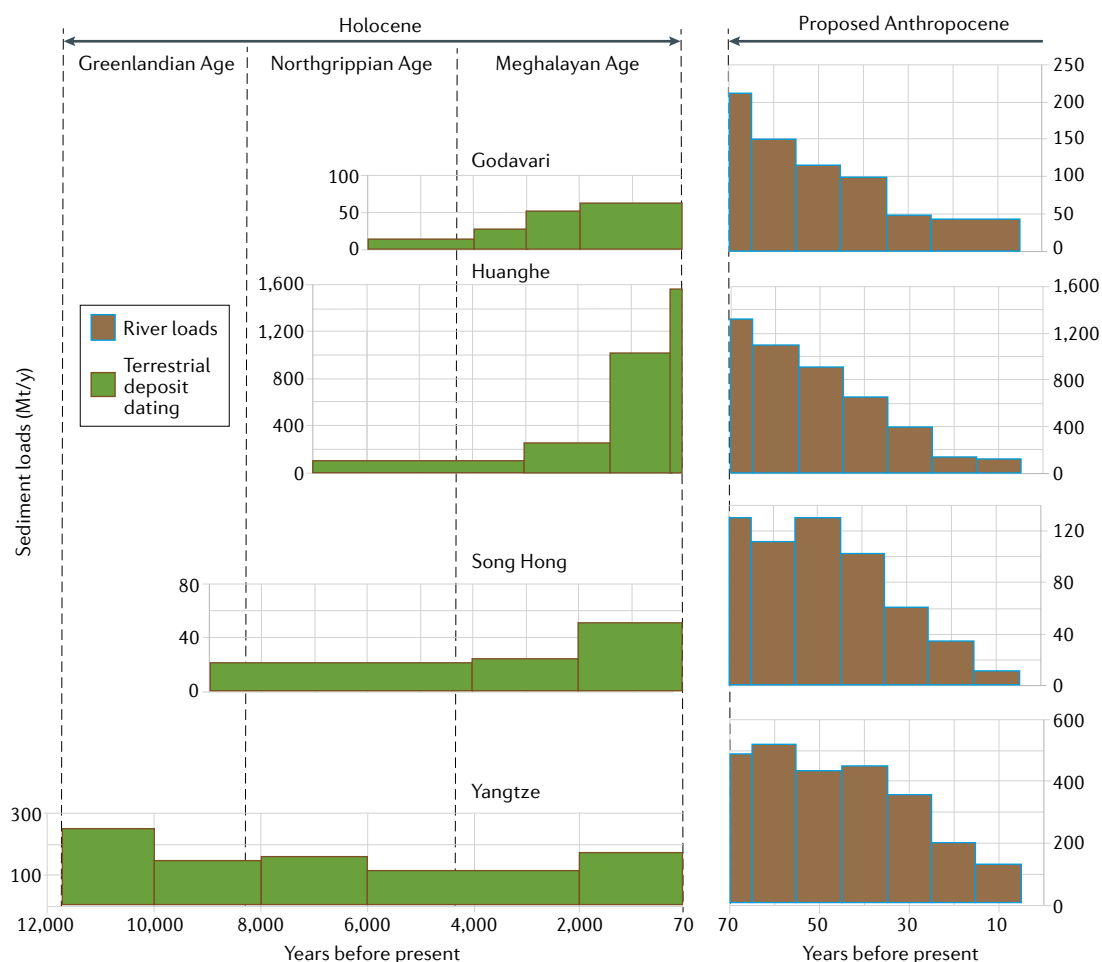 Holocene
Proposed Anthropocene
Greenlandian Age
Northgrippian Age
Meghalayan Age
Godavari
100
50
0
250
200
150
100
50
0
Huanghe
1,600
1,200
800
400
0
1,600
1,200
800
400
0
River loads
Terrestrial
deposit
dating
Sediment loads (Mt/y)
Song Hong
80
40
0
120
80
40
0
Yangtze
300
100
600
400
200
0
12,000
10,000
8,000
6,000
4,000
2,000
70
70
50
30
10
Years before present
Years before present